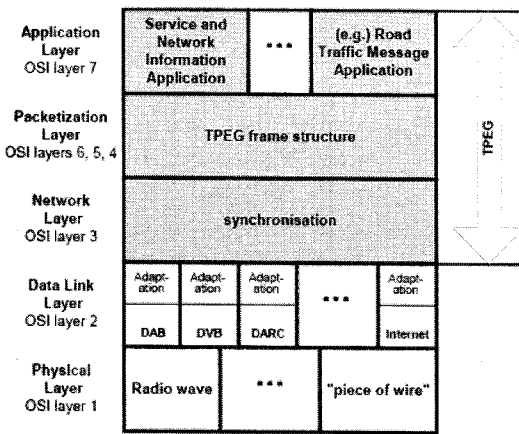 Application
Layer
OSI layer 7
Service and
Network
Information
Application
***
(e.g.) Road
Traffic Message
Application
TPEG
Packetization
Layer
OSI layers 6, 5, 4
TPEG frame structure
Network
Layer
OSI layer 3
synchronisation
Data Link
Layer
OSI layer 2
Adapt-
ation
DAB
Adapt-
ation
DVB
Adapt-
ation
DARC
***
Adapt-
ation
Internet
Physical
Layer
OSI layer 1
Radio wave
***
"piece of wire"